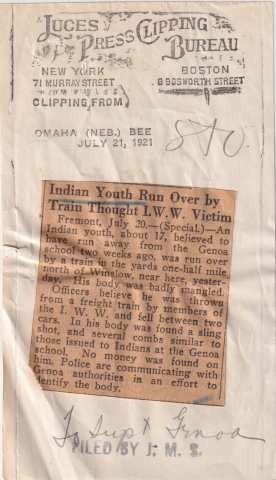 LUCES
PRESS CLIPPING
BUREAU
NEW YORK
71 MURRAY STREET
BOSTON
8 BOSWORTH STREET
CLIPPING FROM
OMAHA (NEB.) BEE
JULY 21, 1921
Indian Youth Run Over by
Train Thought I.W.W. Victim
Fremont, July 20.—(Special.)—An
Indian youth, about 17, believed to
have run away from the Genoa
school two weeks ago, was run over
by a train in the yards one-half mile
north of Winslow, near here, yester-
day. His body was badly mangled.
Officers believe he was thrown
from a freight train by members of
the I. W. W. and fell between two
cars. In his body was found a sling
shot, and several combs similar to
those issued to Indians at the Genoa
school. No money was found on
him. Police are communicating with
Genoa authorities in an effort to
identify the body.
To Supt Genoa
FILED BY J. M. S.